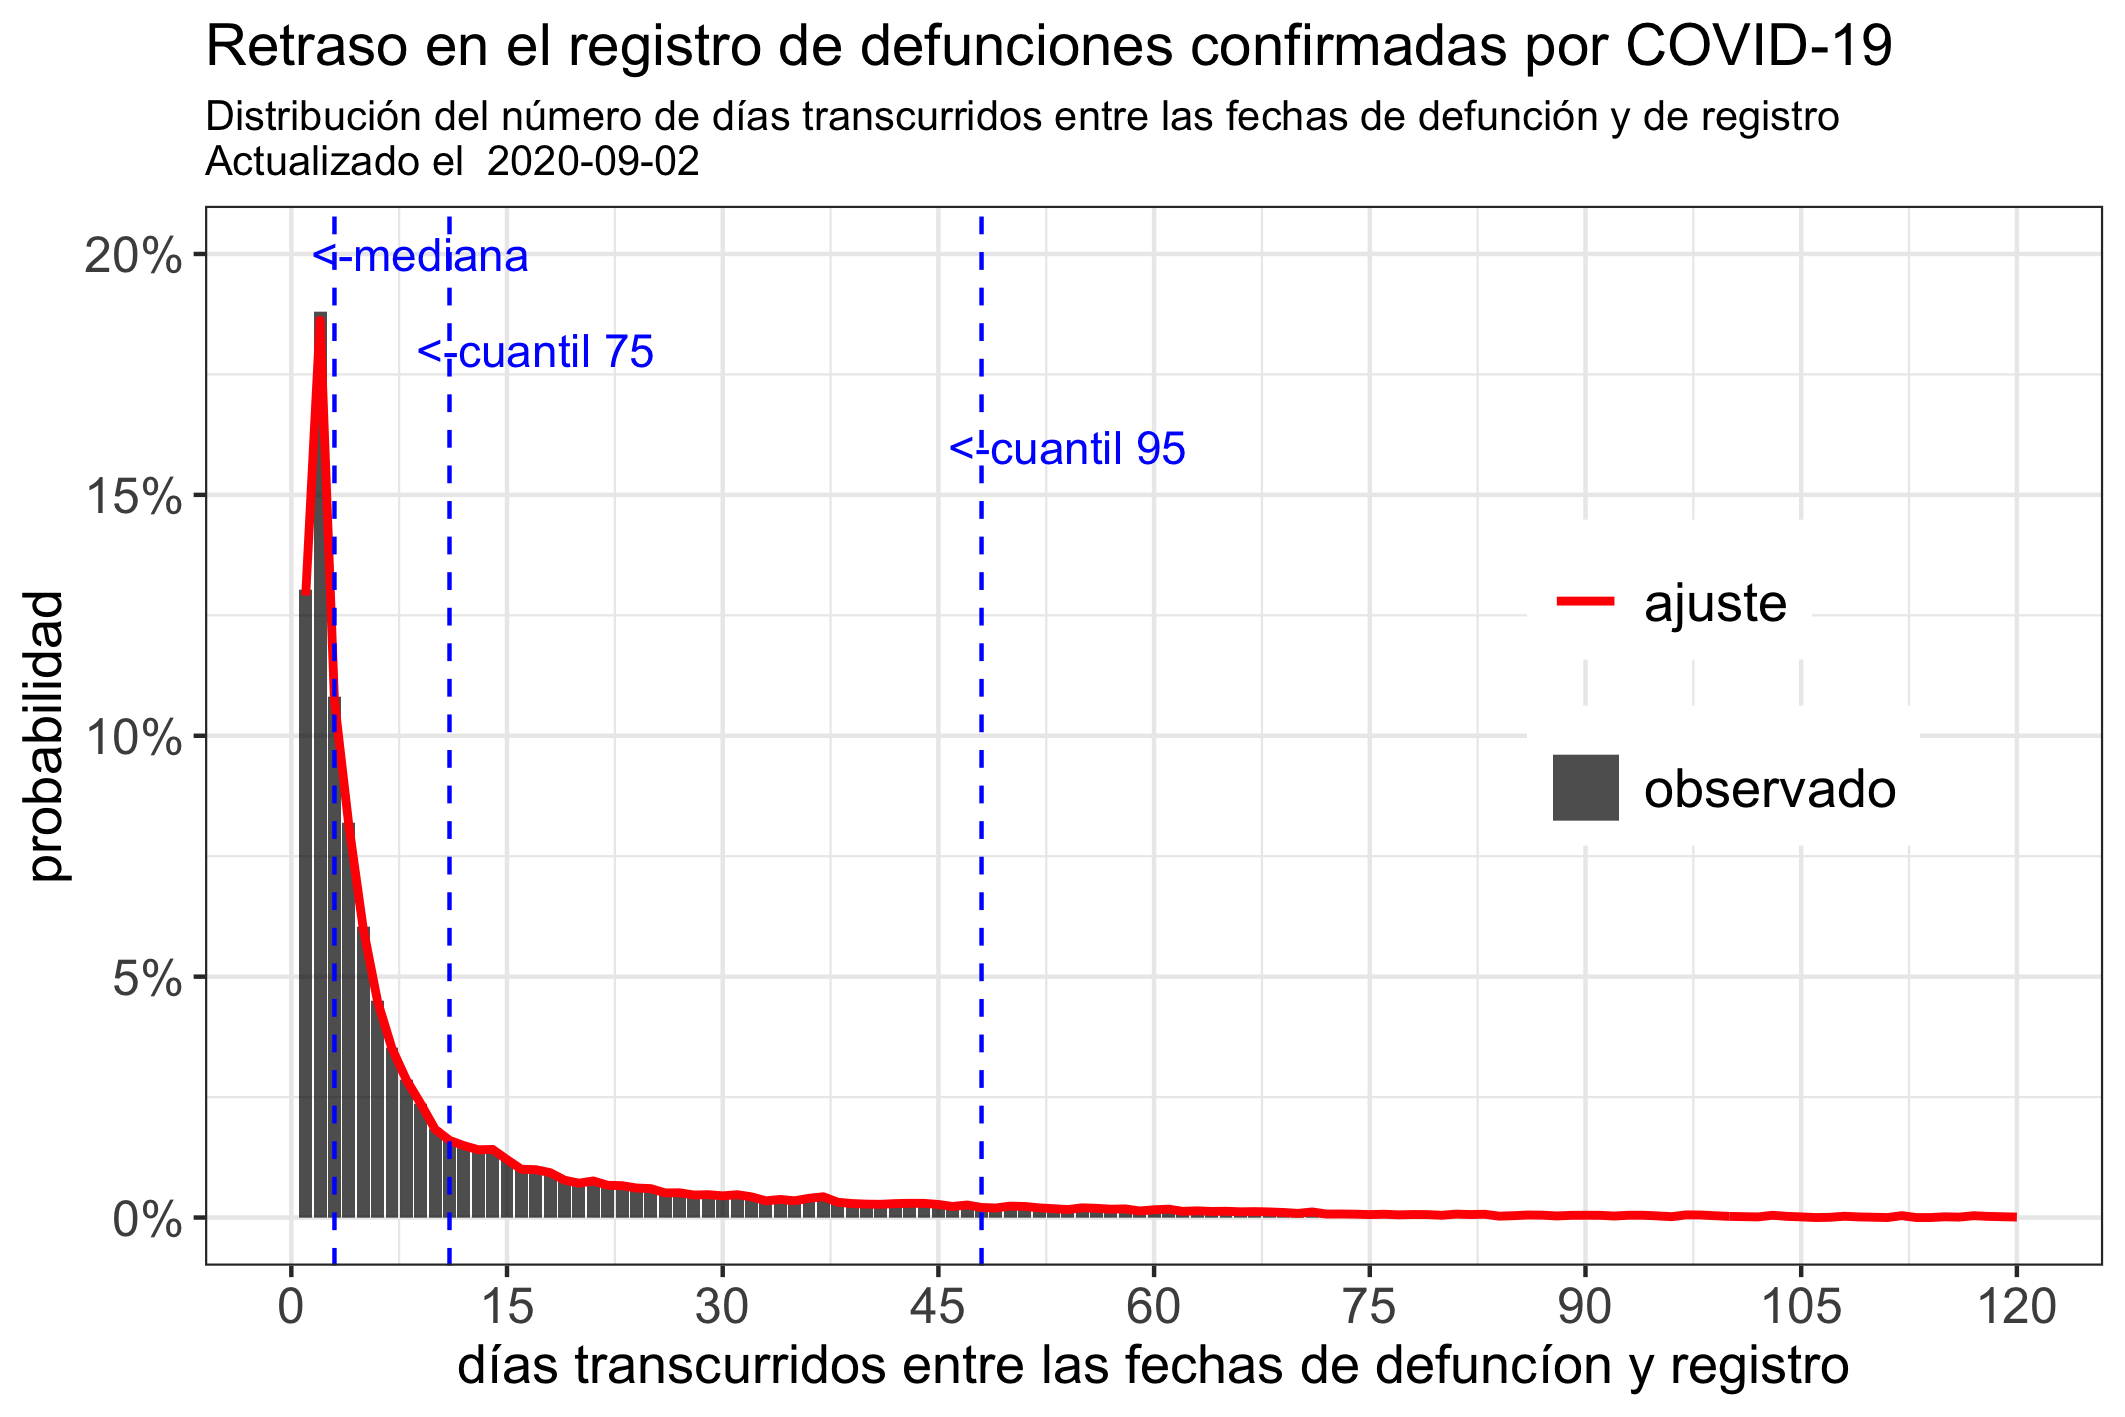 Retraso en el registro de defunciones confirmadas por COVID-19
Distribución del número de días transcurridos entre las fechas de defunción y de registro
Actualizado el  2020-09-02
20%
15%
10%
5%
0%
probabilidad
<-mediana
<-cuantil 75
<-cuantil 95
ajuste
observado
0 15 30 45 60 75 90 105 120
días transcurridos entre las fechas de defuncíon y registro